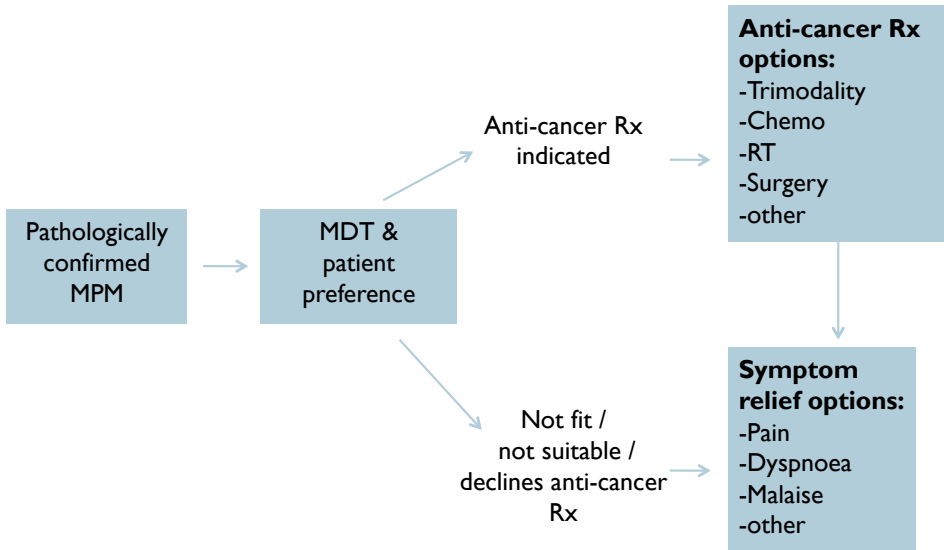 Pathologically
confirmed
MPM
MDT &
patient
preference
Anti-cancer Rx
indicated
Anti-cancer Rx
options:
-Trimodality
-Chemo
-RT
-Surgery
-other
Not fit /
not suitable /
declines anti-cancer
Rx
Symptom
relief options:
-Pain
-Dyspnoea
-Malaise
-other